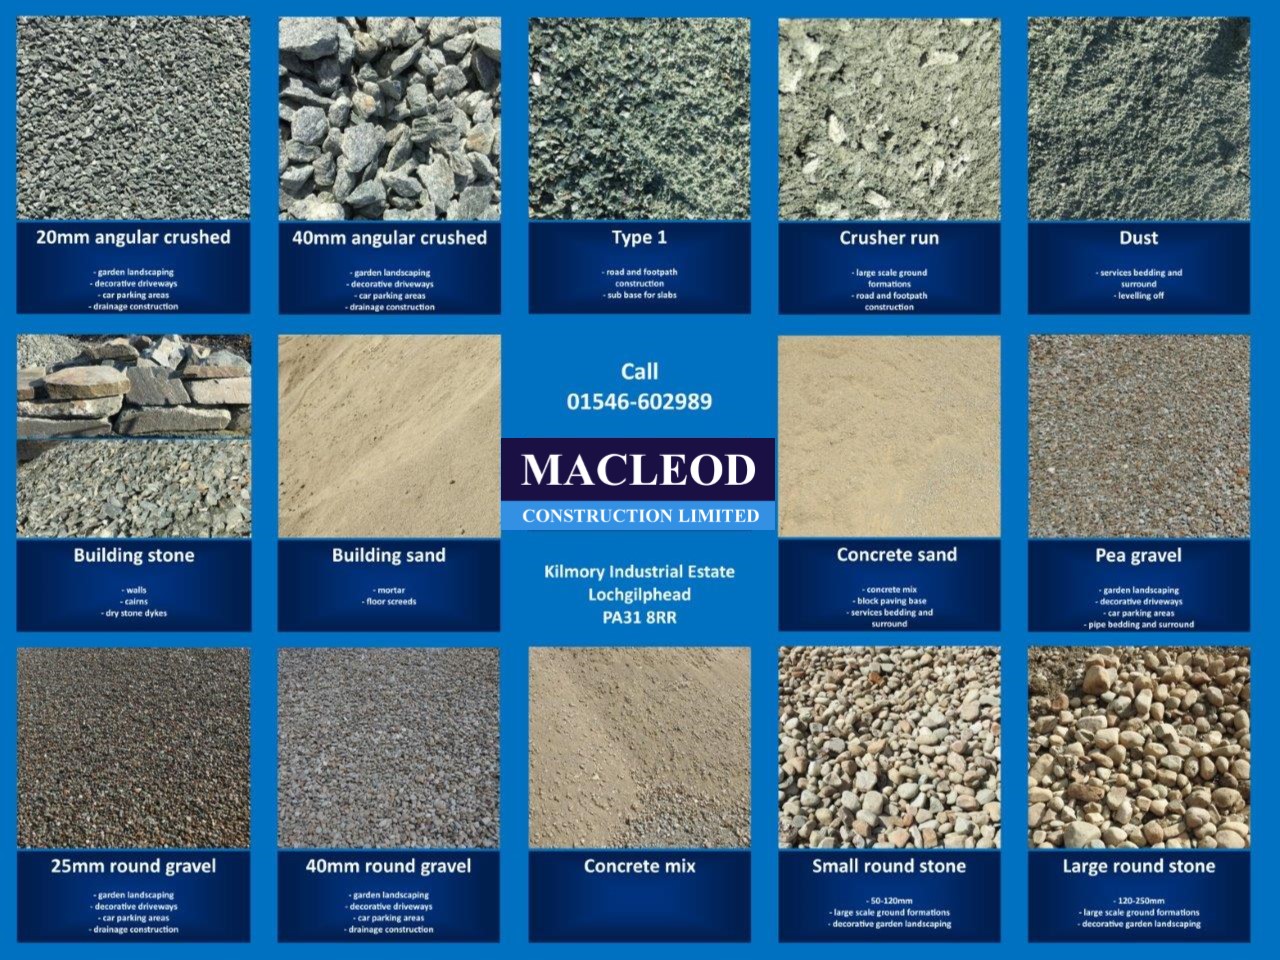 20mm angular crushed
- garden landscaping
- decorative driveways
- car parking areas
- drainage construction
40mm angular crushed
- garden landscaping
- decorative driveways
- car parking areas
- drainage construction
Type 1
- road and footpath
construction
- sub base for slabs
Crusher run
- large scale ground
formations
- road and footpath
construction
Dust
- services bedding and
surround
- levelling off
Building stone
- walls
- cairns
- dry stone dykes
Building sand
- mortar
- floor screeds
Call
01546-602989
MACLEOD
CONSTRUCTION LIMITED
Kilmory Industrial Estate
Lochgilphead
PA31 8RR
Concrete sand
- concrete mix
- block paving base
- services bedding and
surround
Pea gravel
- garden landscaping
- decorative driveways
- car parking areas
- pipe bedding and surround
25mm round gravel
- garden landscaping
- decorative driveways
- car parking areas
- drainage construction
40mm round gravel
- garden landscaping
- decorative driveways
- car parking areas
- drainage construction
Concrete mix
Small round stone
- 50-120mm
- large scale ground formations
- decorative garden landscaping
Large round stone
- 120-250mm
- large scale ground formations
- decorative garden landscaping